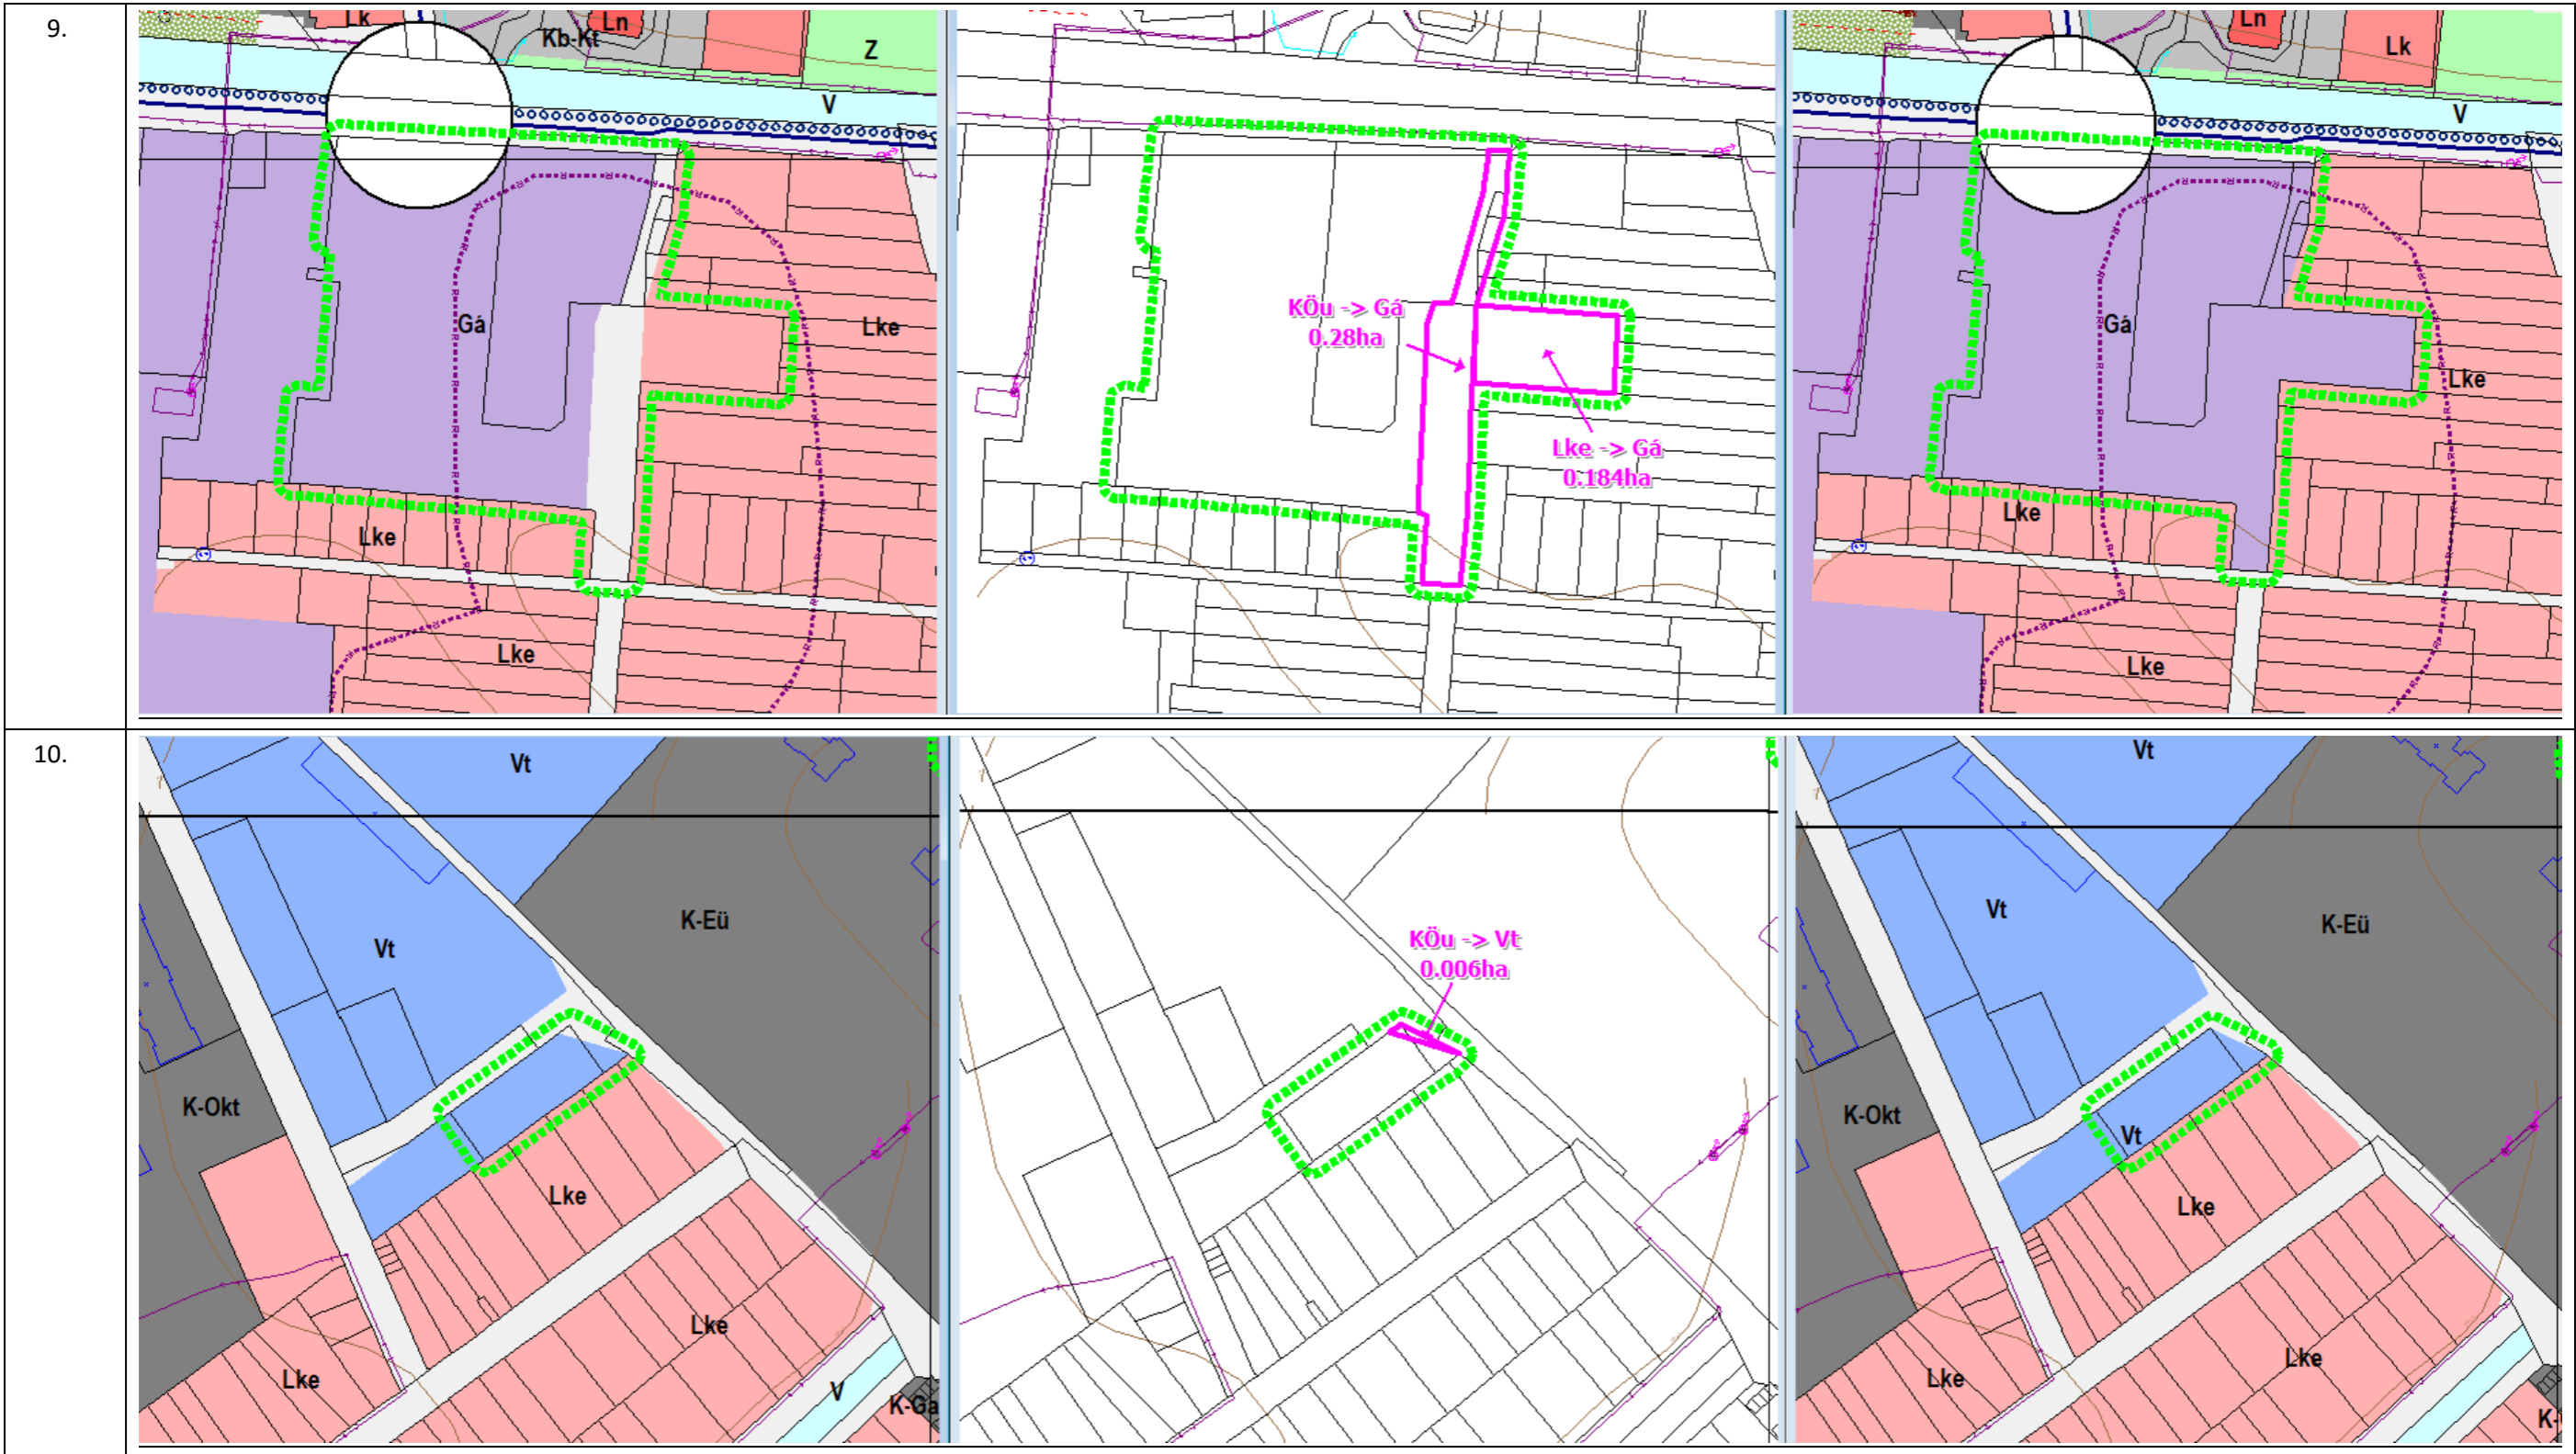 9.
Lk
Ln
Kb-Kt
Z
V
Gá
Lke
Lke
Lke
KÖu -> Gá
0.28ha
Lke -> Gá
0.184ha
Ln
Lk
V
Gá
Lke
Lke
Lke
10.
Vt
K-Eü
Vt
K-Okt
Lke
Lke
Lke
V
K-Ga
KÖu -> Vt
0.006ha
Vt
Vt
K-Eü
K-Okt
Vt
Lke
Lke
Lke
K-